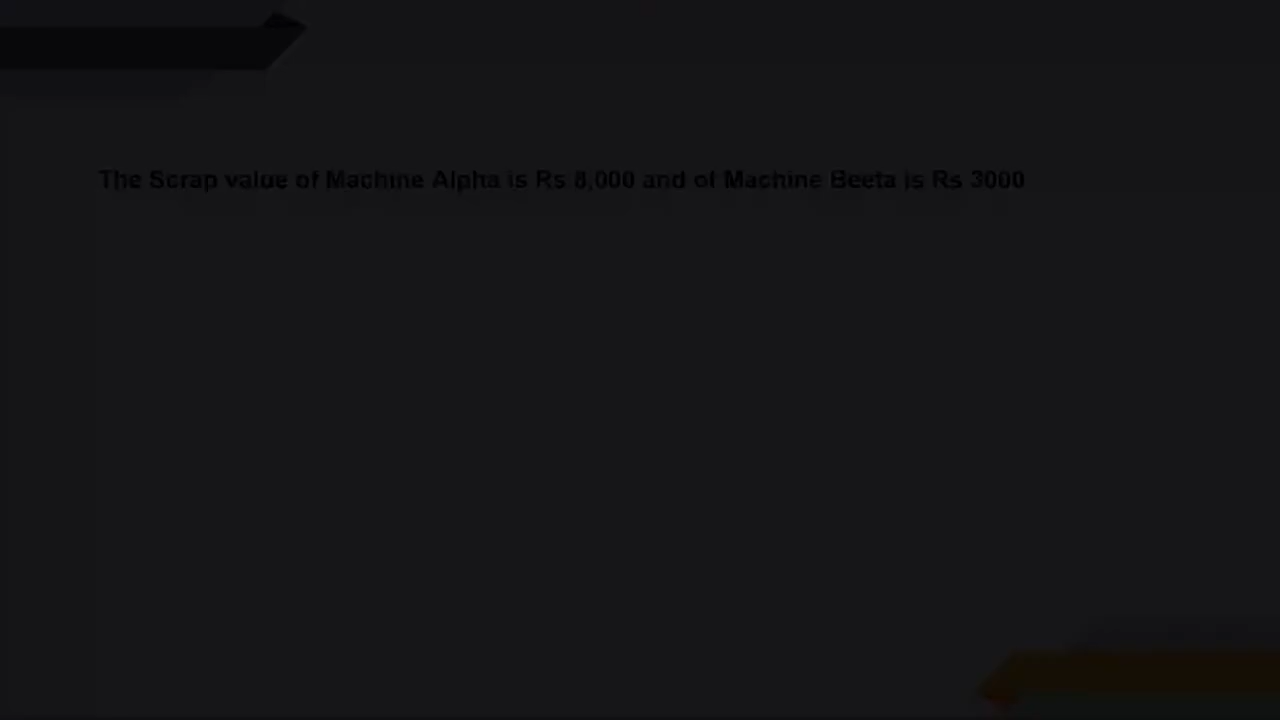 The Scrap value of Machine Alpha is Rs 8,000 and of Machine Beeta is Rs 3000